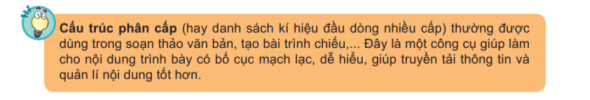 Cấu trúc phân cấp (hay danh sách kí hiệu đầu dòng nhiều cấp) thường được
dùng trong soạn thảo văn bản, tạo bài trình chiếu,... Đây là một công cụ giúp làm
cho nội dung trình bày có bố cục mạch lạc, dễ hiểu, giúp truyền tải thông tin và
quản lí nội dung tốt hơn.